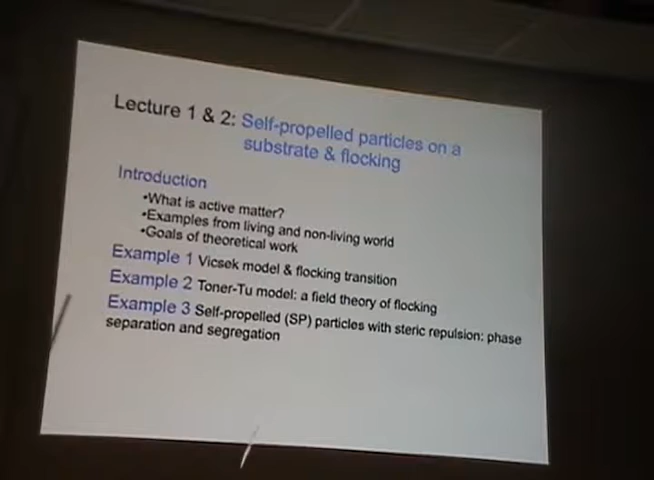 Lecture 1 & 2: Self-propelled particles on a
substrate & flocking
Introduction
•What is active matter?
•Examples from living and non-living world
•Goals of theoretical work
Example 1 Vicsek model & flocking transition
Example 2 Toner-Tu model: a field theory of flocking
Example 3 Self-propelled (SP) particles with steric repulsion: phase
separation and segregation